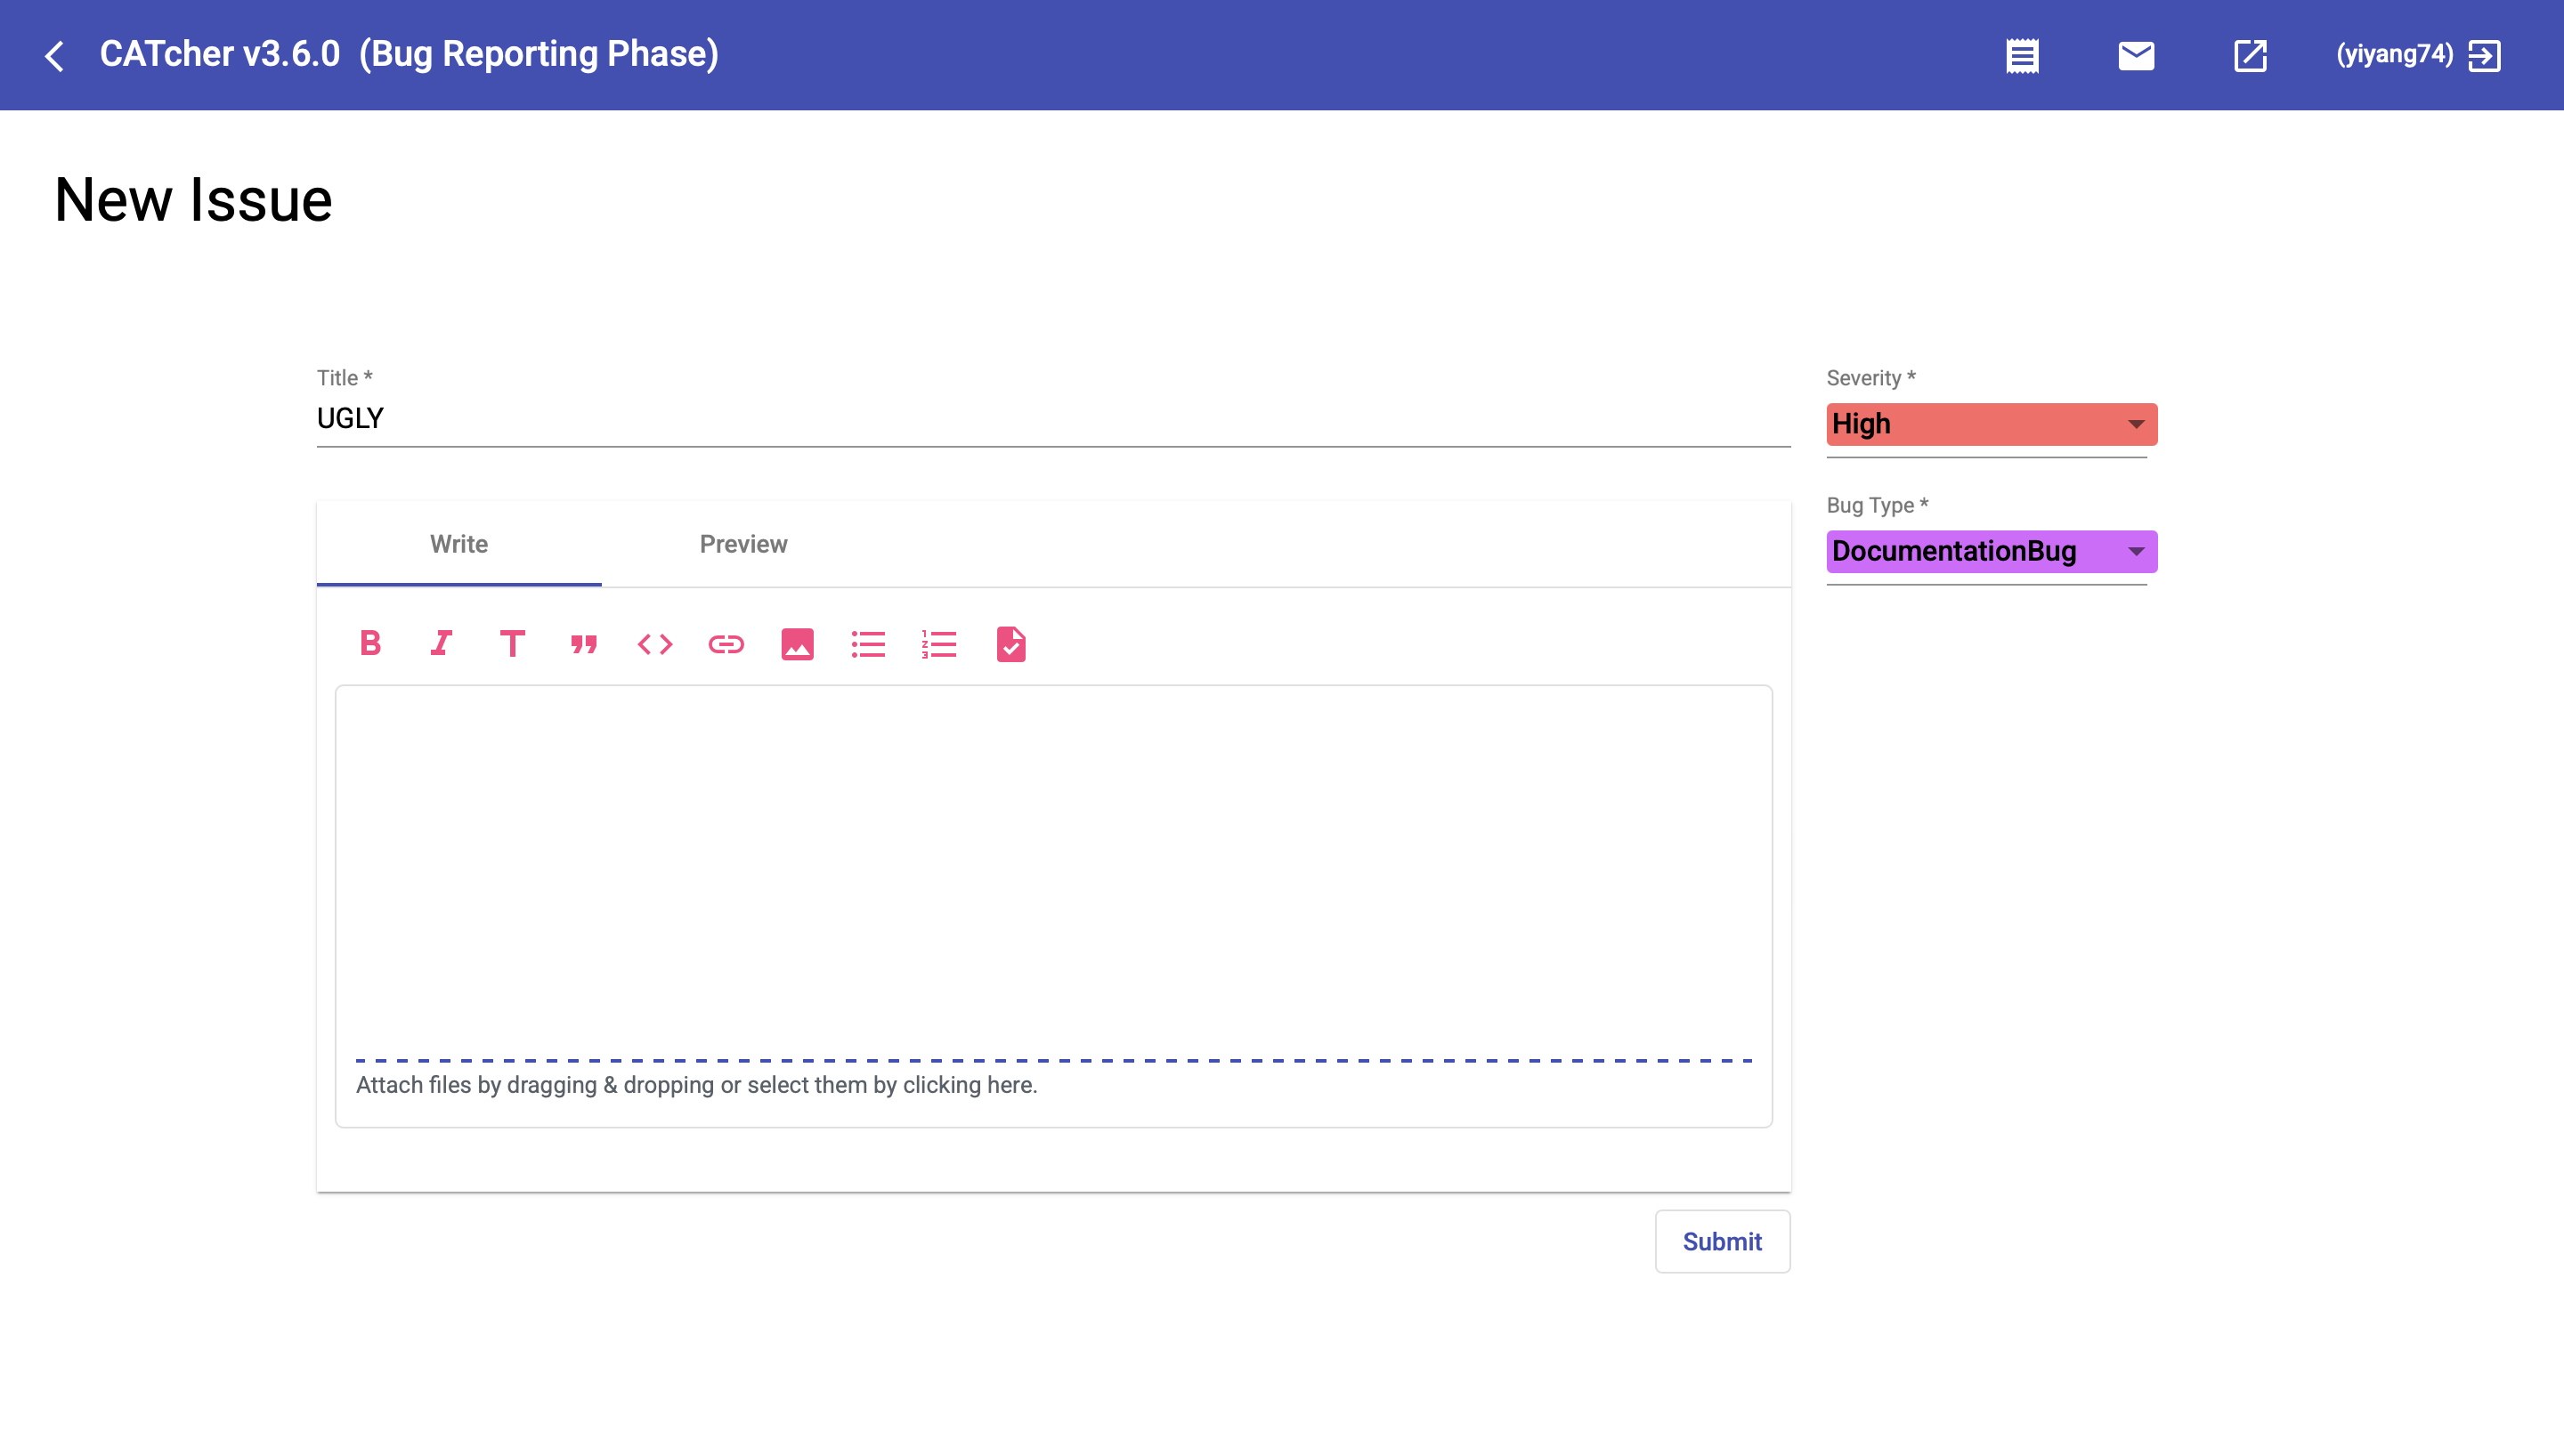 CATcher v3.6.0 (Bug Reporting Phase)
(yiyang74)
New Issue
Title *
UGLY
Severity *
High
Bug Type *
DocumentationBug
Write
Preview
Attach files by dragging & dropping or select them by clicking here.
Submit